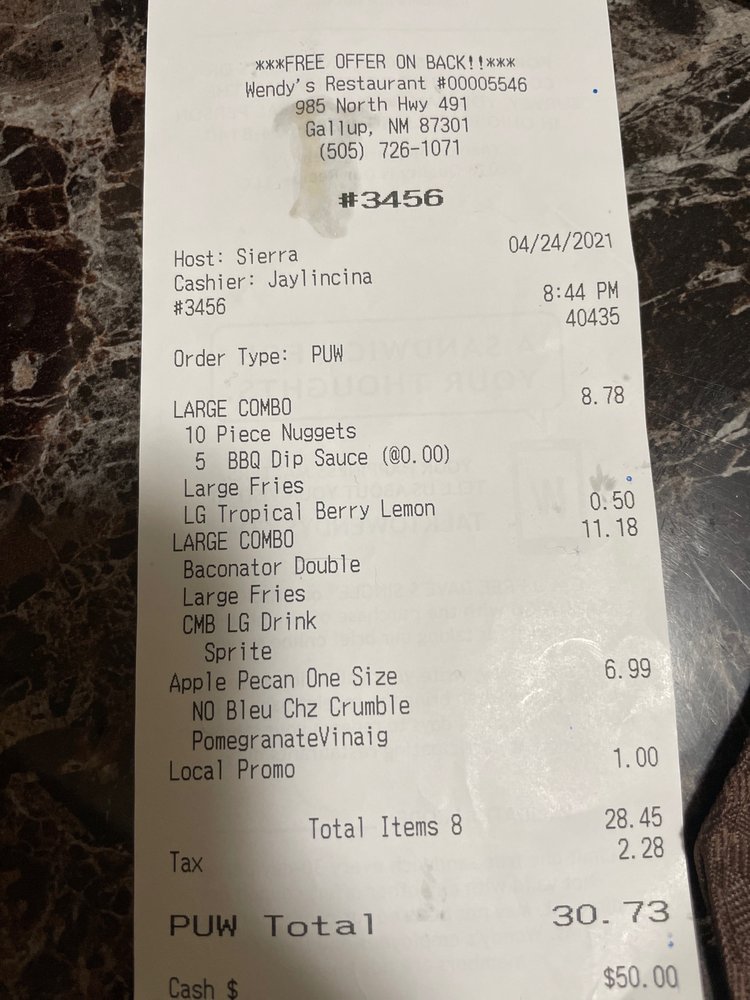 ***FREE OFFER ON BACK!!***
Wendy's Restaurant #00005546
985 North Hwy 491
Gallup, NM 87301
(505) 726-1071
#3456
Host: Sierra 04/24/2021
Cashier: Jaylincina
#3456 8:44 PM
40435
Order Type: PUW
LARGE COMBO 8.78
10 Piece Nuggets
5 BBQ Dip Sauce (@0.00)
Large Fries
LG Tropical Berry Lemon 0.50
LARGE COMBO 11.18
Baconator Double
Large Fries
CMB LG Drink
Sprite
Apple Pecan One Size 6.99
NO Bleu Chz Crumble
PomegranateVinaig
Local Promo 1.00
Total Items 8 28.45
Tax 2.28
PUW Total 30.73
Cash $ $50.00